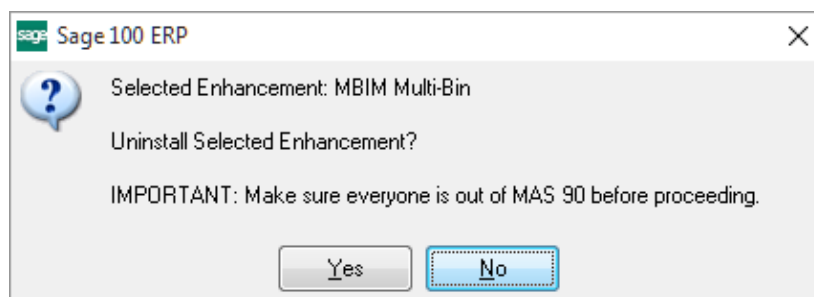 sage Sage 100 ERP
Selected Enhancement: MBIM Multi-Bin
Uninstall Selected Enhancement?
IMPORTANT: Make sure everyone is out of MAS 90 before proceeding.
Yes No